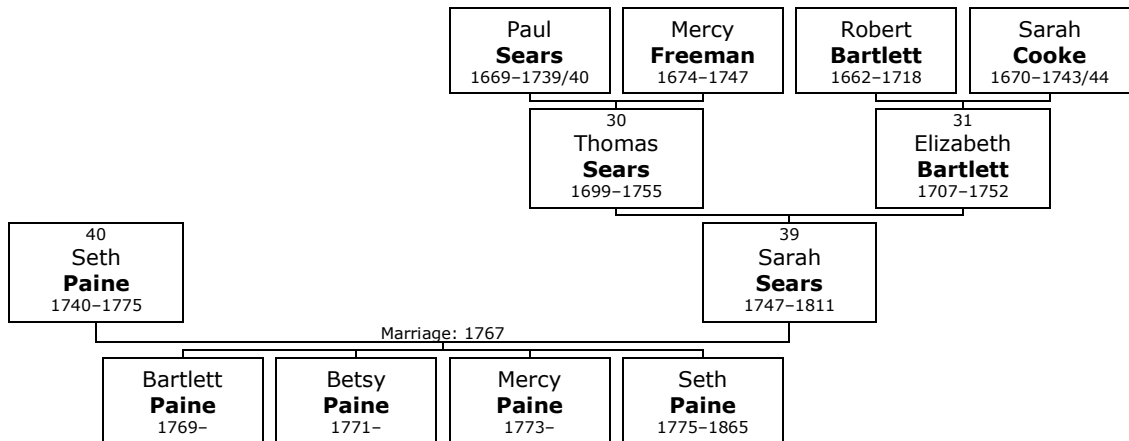 Paul
Sears
1669–1739/40
Mercy
Freeman
1674–1747
Robert
Bartlett
1662–1718
Sarah
Cooke
1670–1743/44
30
Thomas
Sears
1699–1755
31
Elizabeth
Bartlett
1707–1752
40
Seth
Paine
1740–1775
39
Sarah
Sears
1747–1811
Marriage: 1767
Bartlett
Paine
1769–
Betsy
Paine
1771–
Mercy
Paine
1773–
Seth
Paine
1775–1865